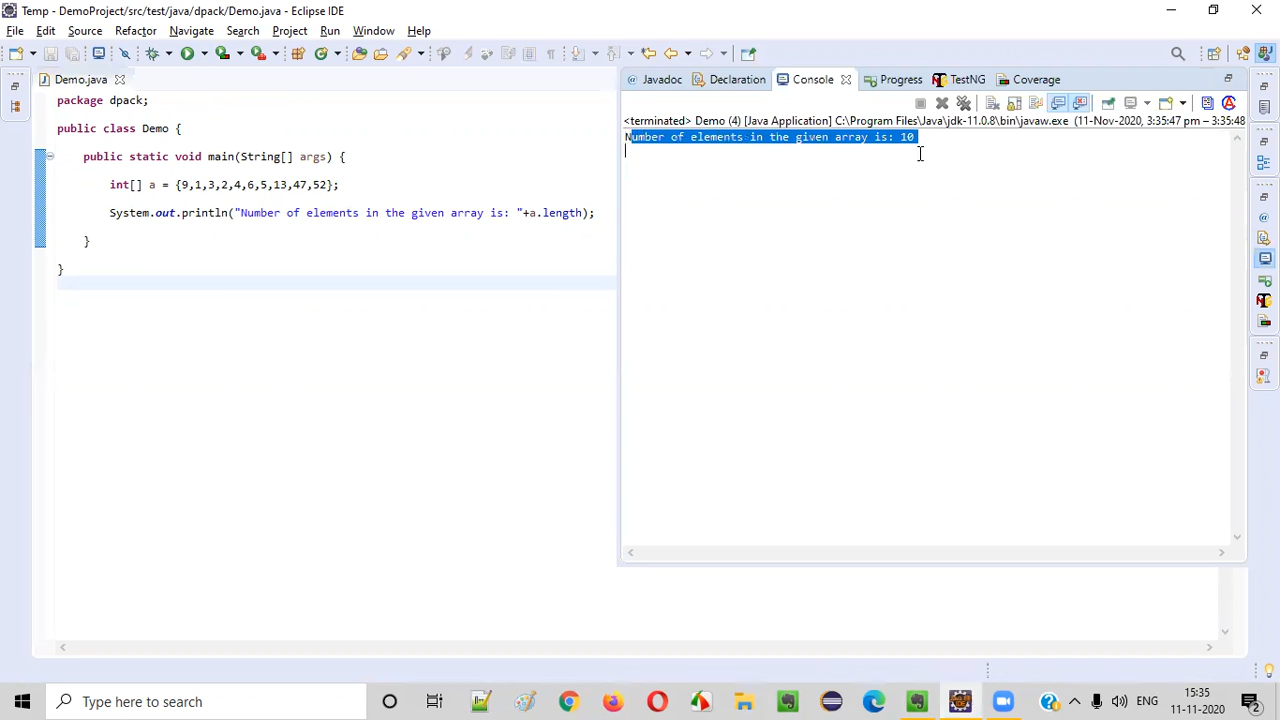 Temp - DemoProject/src/test/java/dpack/Demo.java - Eclipse IDE
File Edit Source Refactor Navigate Search Project Run Window Help
Demo.java
@ Javadoc Declaration Console Progress TestNG Coverage
package dpack;
<terminated> Demo (4) [Java Application] C:\Program Files\Java\jdk-11.0.8\bin\javaw.exe (11-Nov-2020, 3:35:47 pm – 3:35:48
public class Demo {
Number of elements in the given array is: 10
public static void main(String[] args) {
int[] a = {9,1,3,2,4,6,5,13,47,52};
System.out.println("Number of elements in the given array is: "+a.length);
}
}
Type here to search
ENG
15:35
11-11-2020
2